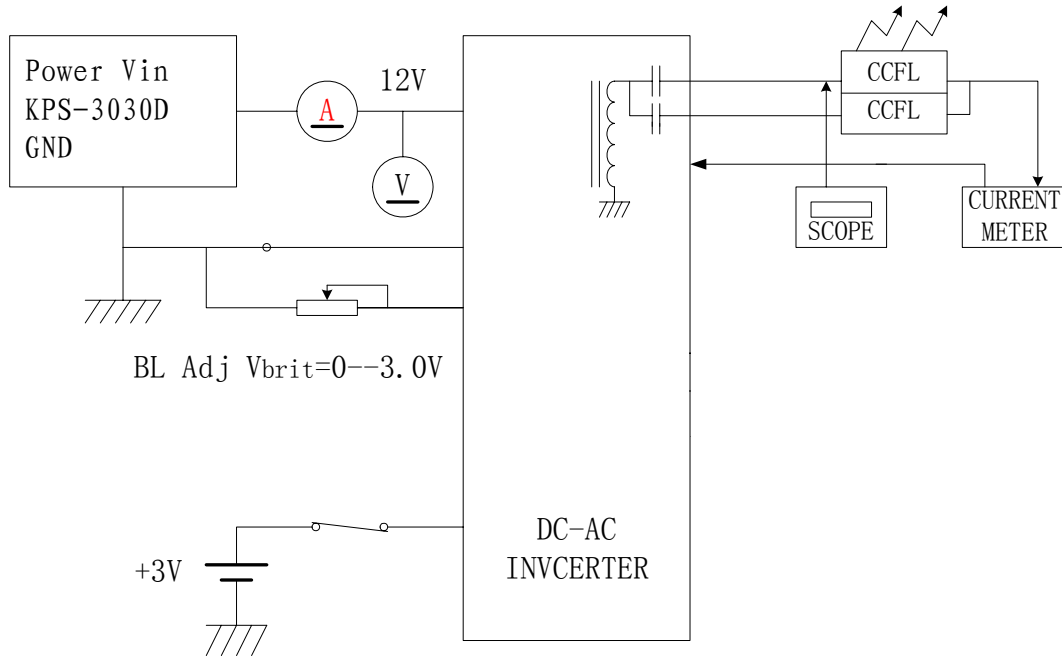 Power Vin
KPS-3030D
GND
A
12V
V
CCFL
CCFL
SCOPE
CURRENT
METER
BL Adj Vbrit=0--3.0V
+3V
DC-AC
INVCERTER